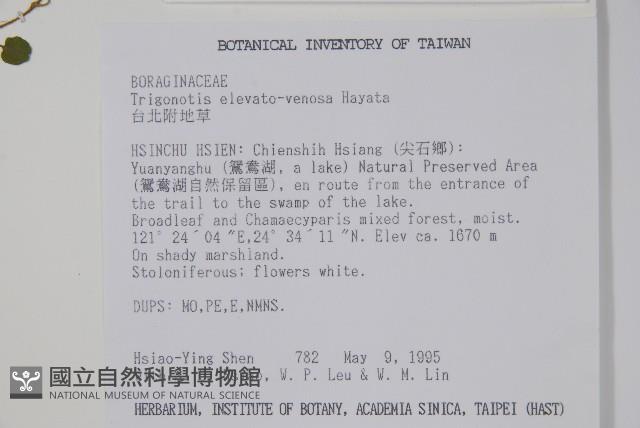 BOTANICAL INVENTORY OF TAIWAN
BORAGINACEAE
Trigonotis elevato-venosa Hayata
台北附地草
HSINCHU HSIEN: Chienshih Hsiang (尖石鄉):
Yuanyanghu (鴛鴦湖, a lake) Natural Preserved Area
(鴛鴦湖自然保留區), en route from the entrance of
the trail to the swamp of the lake.
Broadleaf and Chamaecyparis mixed forest, moist.
121° 24′04 ″E,24° 34′11 ″N. Elev ca. 1670 m
On shady marshland.
Stoloniferous; flowers white.
DUPS: MO,PE,E,NMNS.
Hsiao-Ying Shen 782 May 9, 1995
W. P. Leu & W. M. Lin
國立自然科學博物館
NATIONAL MUSEUM OF NATURAL SCIENCE
HERBARIUM, INSTITUTE OF BOTANY, ACADEMIA SINICA, TAIPEI (HAST)